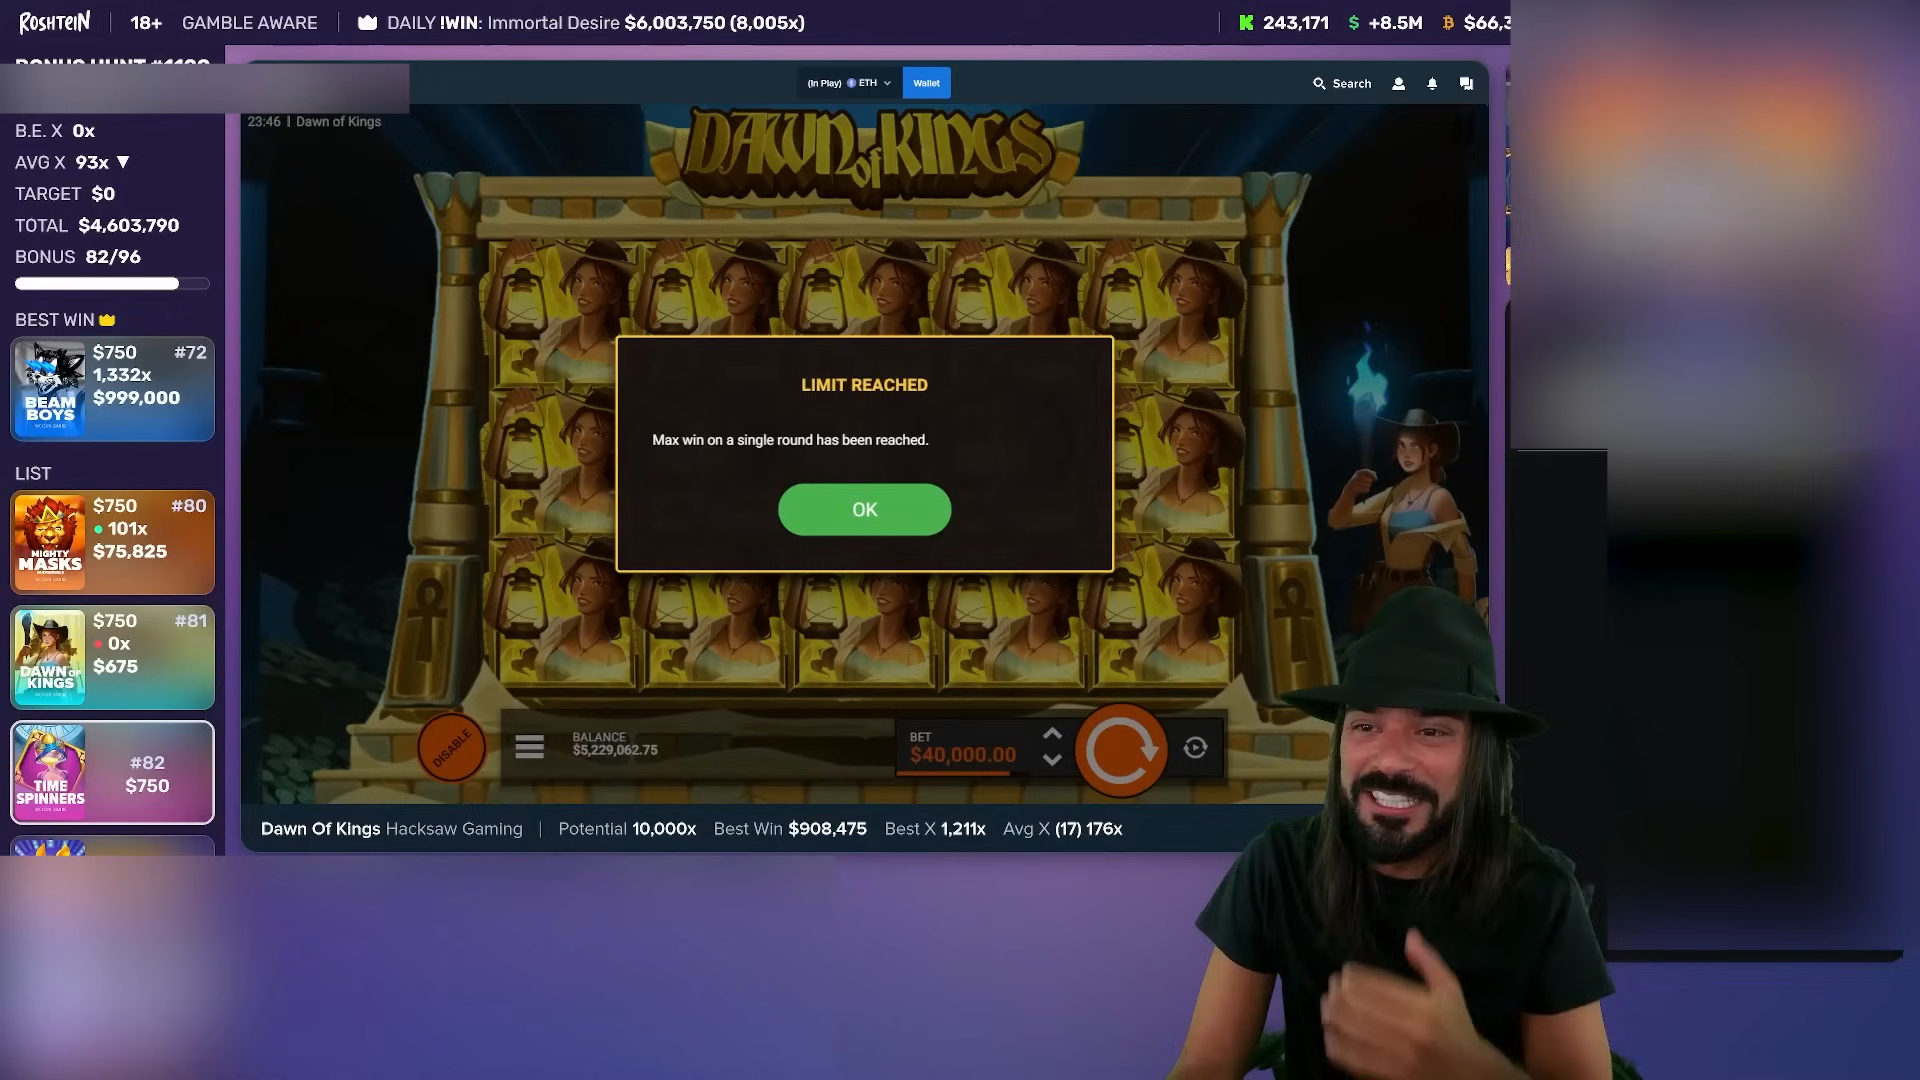 ROSHTEIN
18+
GAMBLE AWARE
DAILY !WIN: Immortal Desire $6,003,750 (8,005x)
243,171
$ +8.5M
B.E. X 0x
AVG X 93x ▼
TARGET $0
TOTAL $4,603,790
BONUS 82/96
BEST WIN
BEAM BOYS
$750 #72
1,332x
$999,000
LIST
MIGHTY MASKS
$750 #80
101x
$75,825
DAWN OF KINGS
$750 #81
0x
$675
TIME SPINNERS
#82
$750
(In Play) ETH
Wallet
Search
23:46 | Dawn of Kings
DAWN of KINGS
LIMIT REACHED
Max win on a single round has been reached.
OK
DISABLE
BALANCE
$5,229,062.75
BET
$40,000.00
Dawn Of Kings Hacksaw Gaming | Potential 10,000x Best Win $908,475 Best X 1,211x Avg X (17) 176x